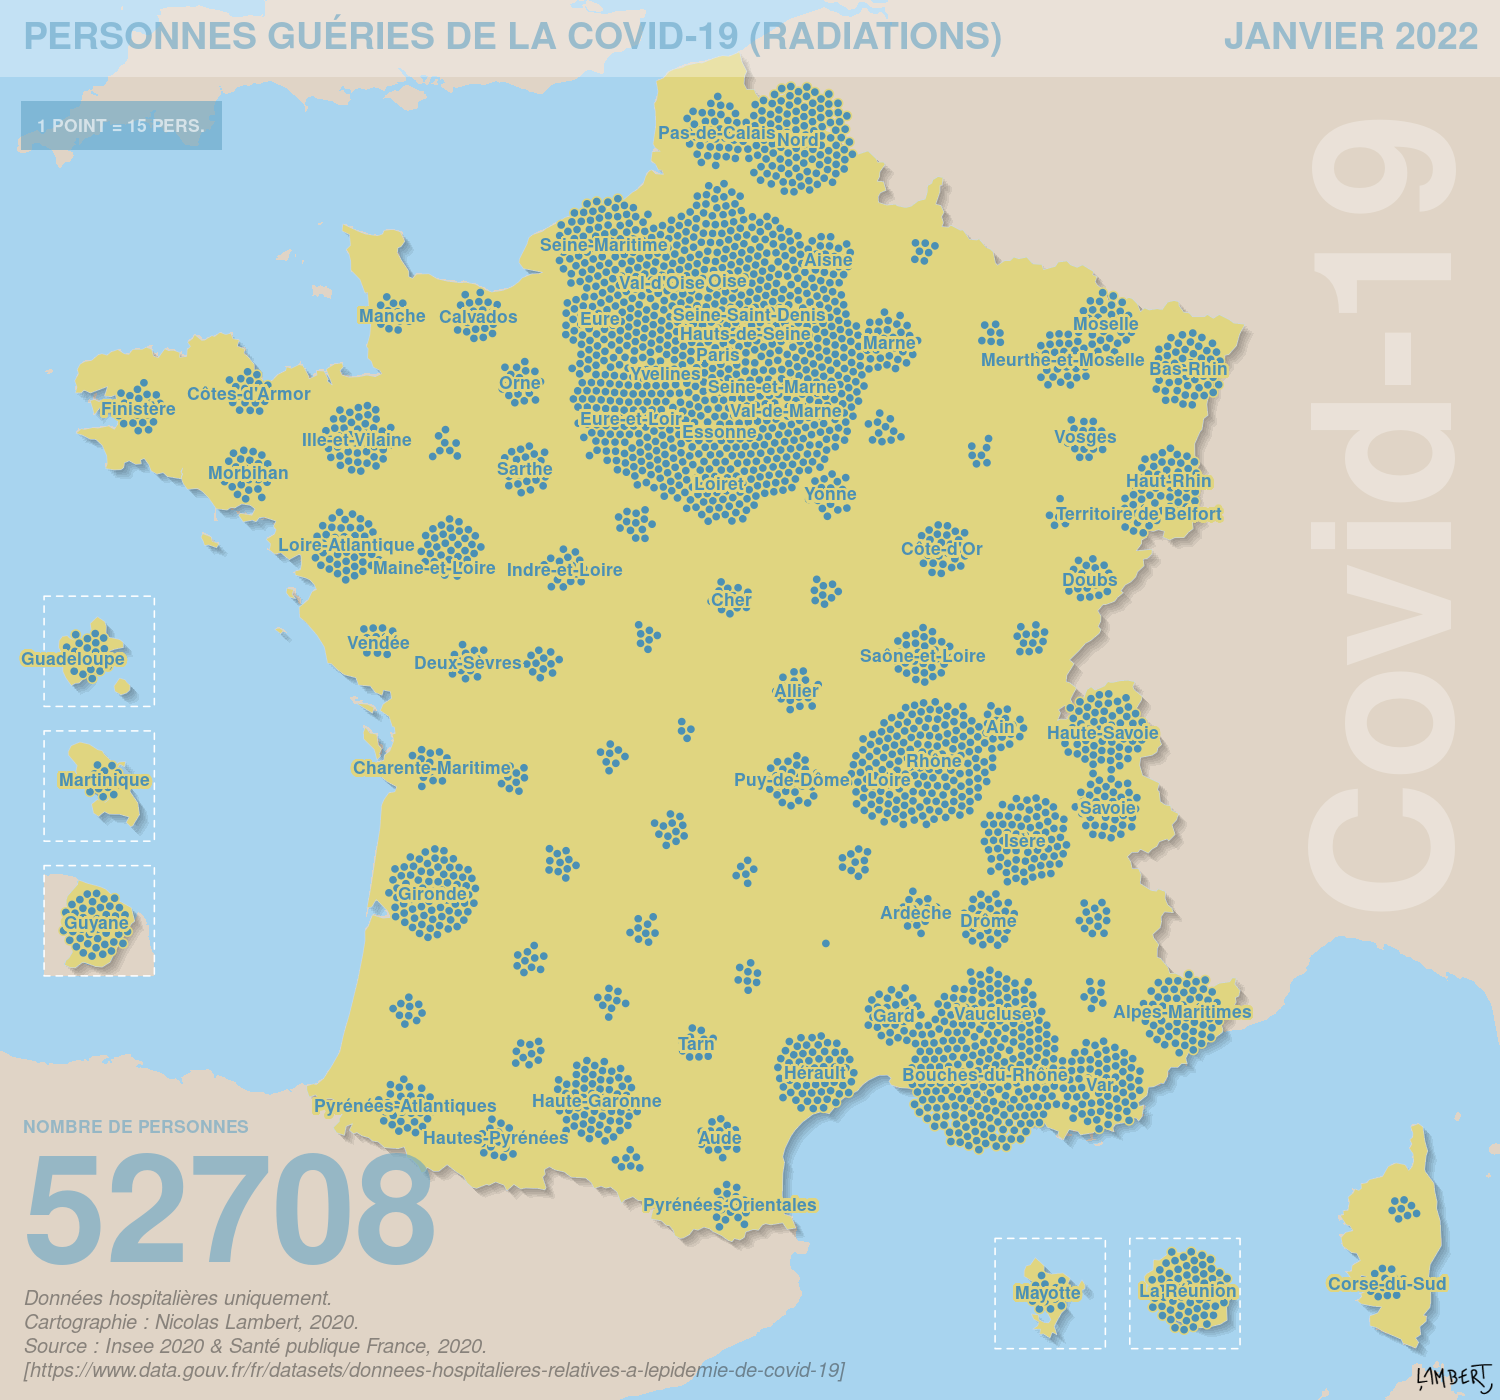 PERSONNES GUÉRIES DE LA COVID-19 (RADIATIONS)
JANVIER 2022
1 POINT = 15 PERS.
Covid-19
Pas-de-Calais
Nord
Seine-Maritime
Aisne
Val-d'Oise
Oise
Manche
Calvados
Eure
Seine-Saint-Denis
Hauts-de-Seine
Marne
Moselle
Paris
Meurthe-et-Moselle
Bas-Rhin
Yvelines
Orne
Seine-et-Marne
Côtes-d'Armor
Finistère
Val-de-Marne
Eure-et-Loir
Essonne
Ille-et-Vilaine
Vosges
Morbihan
Sarthe
Haut-Rhin
Loiret
Yonne
Territoire de Belfort
Loire-Atlantique
Côte-d'Or
Maine-et-Loire
Indre-et-Loire
Doubs
Cher
Vendée
Deux-Sèvres
Saône-et-Loire
Guadeloupe
Allier
Ain
Haute-Savoie
Rhône
Charente-Maritime
Martinique
Puy-de-Dôme
Loire
Savoie
Isère
Gironde
Ardèche
Drôme
Guyane
Gard
Vaucluse
Alpes-Maritimes
Tarn
Hérault
Bouches-du-Rhône
Var
Pyrénées-Atlantiques
Haute-Garonne
Hautes-Pyrénées
Aude
Pyrénées-Orientales
Mayotte
La Réunion
Corse-du-Sud
NOMBRE DE PERSONNES
52708
Données hospitalières uniquement.
Cartographie : Nicolas Lambert, 2020.
Source : Insee 2020 & Santé publique France, 2020.
[https://www.data.gouv.fr/fr/datasets/donnees-hospitalieres-relatives-a-lepidemie-de-covid-19]
LAMBERT